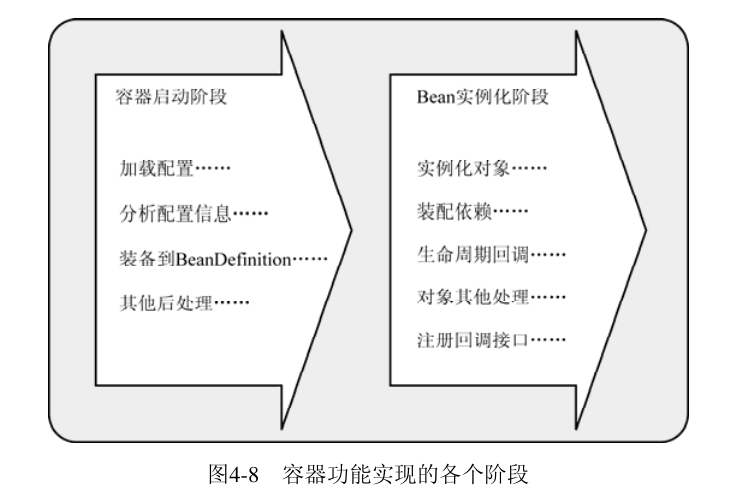 容器启动阶段
加载配置……
分析配置信息……
装备到BeanDefinition……
其他后处理……
Bean实例化阶段
实例化对象……
装配依赖……
生命周期回调……
对象其他处理……
注册回调接口……
图4-8 容器功能实现的各个阶段